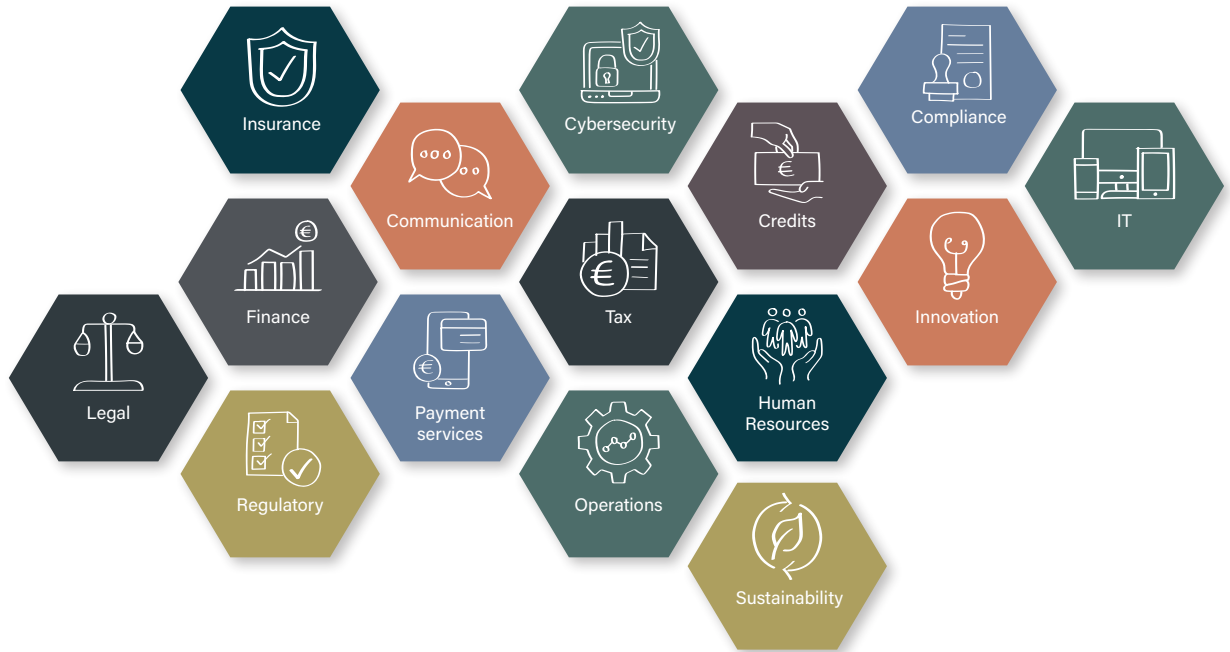 Insurance
Cybersecurity
Compliance
Communication
Credits
IT
Finance
Tax
Innovation
Legal
Payment
services
Human
Resources
Regulatory
Operations
Sustainability